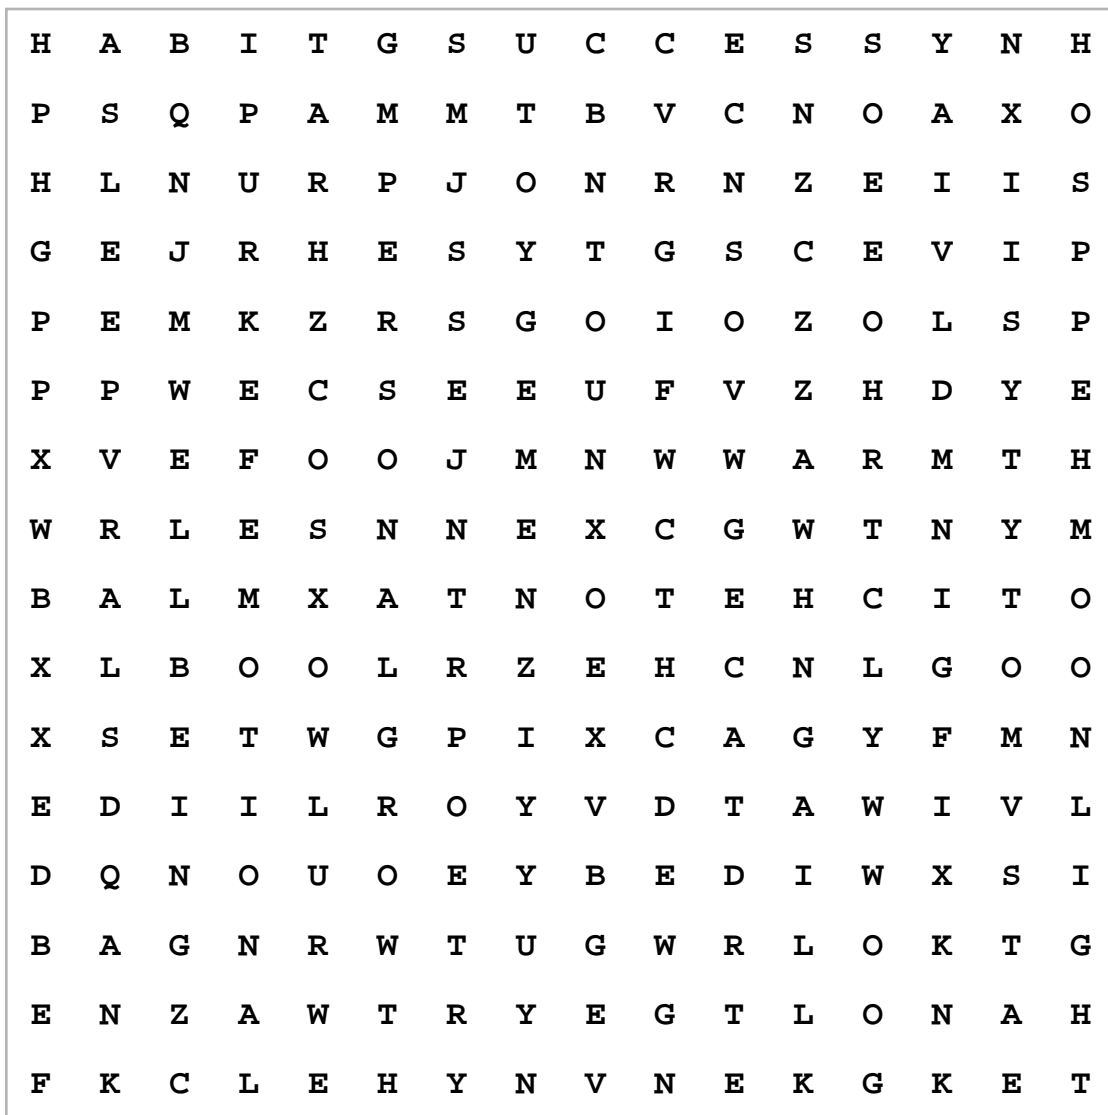 H A B I T G S U C C E S S Y N H
P S Q P A M M T B V C N O A X O
H L N U R P J O N R N Z E I I S
G E J R H E S Y T G S C E V I P
P E M K Z R S G O I O Z O L S P
P P W E C S E E U F V Z H D Y E
X V E F O O J M N W W A R M T H
W R L E S N N E X C G W T N Y M
B A L M X A T N O T E H C I T O
X L B O O L R Z E H C N L G O O
X S E T W G P I X C A G Y F M N
E D I I L R O Y V D T A W I V L
D Q N O U O E Y B E D I W X S I
B A G N R W T U G W R L O K T G
E N Z A W T R Y E G T L O N A H
F K C L E H Y N V N E K G K E T